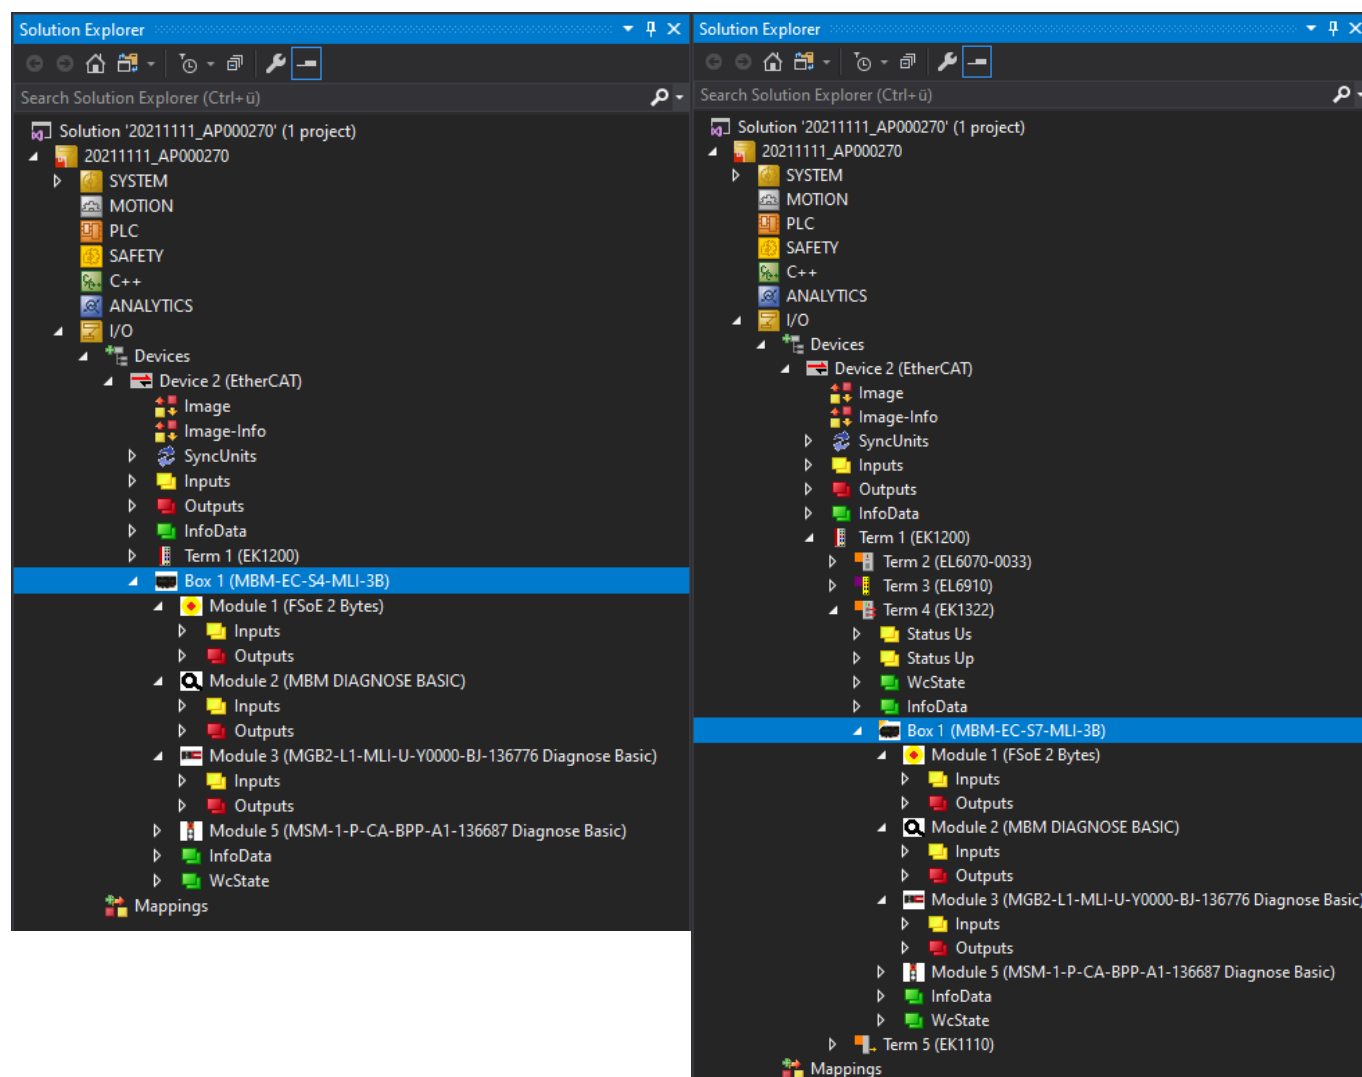 Solution Explorer
Search Solution Explorer (Ctrl+ü)
Solution '20211111_AP000270' (1 project)
20211111_AP000270
SYSTEM
MOTION
PLC
SAFETY
C++
ANALYTICS
I/O
Devices
Device 2 (EtherCAT)
Image
Image-Info
SyncUnits
Inputs
Outputs
InfoData
Term 1 (EK1200)
Box 1 (MBM-EC-S4-MLI-3B)
Module 1 (FSoE 2 Bytes)
Inputs
Outputs
Module 2 (MBM DIAGNOSE BASIC)
Inputs
Outputs
Module 3 (MGB2-L1-MLI-U-Y0000-BJ-136776 Diagnose Basic)
Inputs
Outputs
Module 5 (MSM-1-P-CA-BPP-A1-136687 Diagnose Basic)
InfoData
WcState
Mappings
Solution Explorer
Search Solution Explorer (Ctrl+ü)
Solution '20211111_AP000270' (1 project)
20211111_AP000270
SYSTEM
MOTION
PLC
SAFETY
C++
ANALYTICS
I/O
Devices
Device 2 (EtherCAT)
Image
Image-Info
SyncUnits
Inputs
Outputs
InfoData
Term 1 (EK1200)
Term 2 (EL6070-0033)
Term 3 (EL6910)
Term 4 (EK1322)
Status Us
Status Up
WcState
InfoData
Box 1 (MBM-EC-S7-MLI-3B)
Module 1 (FSoE 2 Bytes)
Inputs
Outputs
Module 2 (MBM DIAGNOSE BASIC)
Inputs
Outputs
Module 3 (MGB2-L1-MLI-U-Y0000-BJ-136776 Diagnose Basic)
Inputs
Outputs
Module 5 (MSM-1-P-CA-BPP-A1-136687 Diagnose Basic)
InfoData
WcState
Term 5 (EK1110)
Mappings